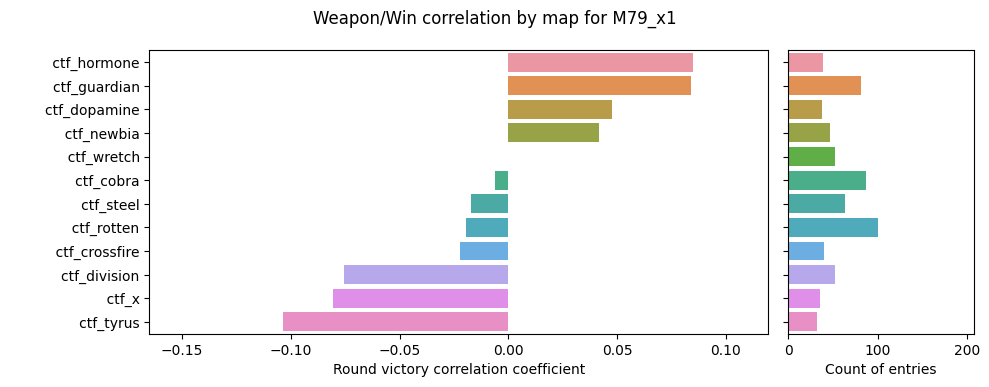 Weapon/Win correlation by map for M79_x1
ctf_hormone
ctf_guardian
ctf_dopamine
ctf_newbia
ctf_wretch
ctf_cobra
ctf_steel
ctf_rotten
ctf_crossfire
ctf_division
ctf_x
ctf_tyrus
−0.15 −0.10 −0.05 0.00 0.05 0.10
0 100 200
Round victory correlation coefficient
Count of entries